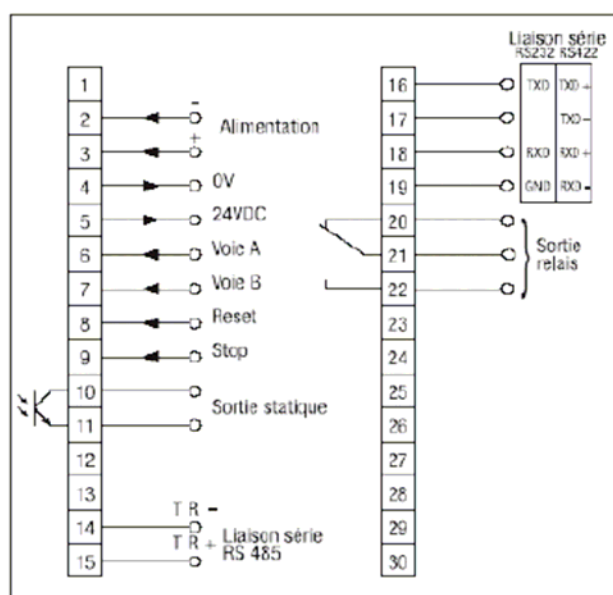 Liaison série
RS232 RS422
1
2 - Alimentation
3 +
4 0V
5 24VDC
6 Voie A
7 Voie B
8 Reset
9 Stop
10
11 Sortie statique
12
13
14 T R -
15 T R + Liaison série
RS 485
16 TXD TXD +
17 TXD -
18 RXD RXD +
19 GND RXD -
20
21 Sortie
relais
22
23
24
25
26
27
28
29
30